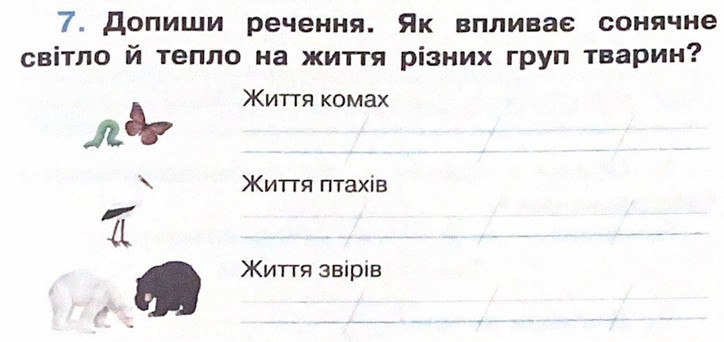 7. Допиши речення. Як впливає сонячне
світло й тепло на життя різних груп тварин?
Життя комах
Життя птахів
Життя звірів